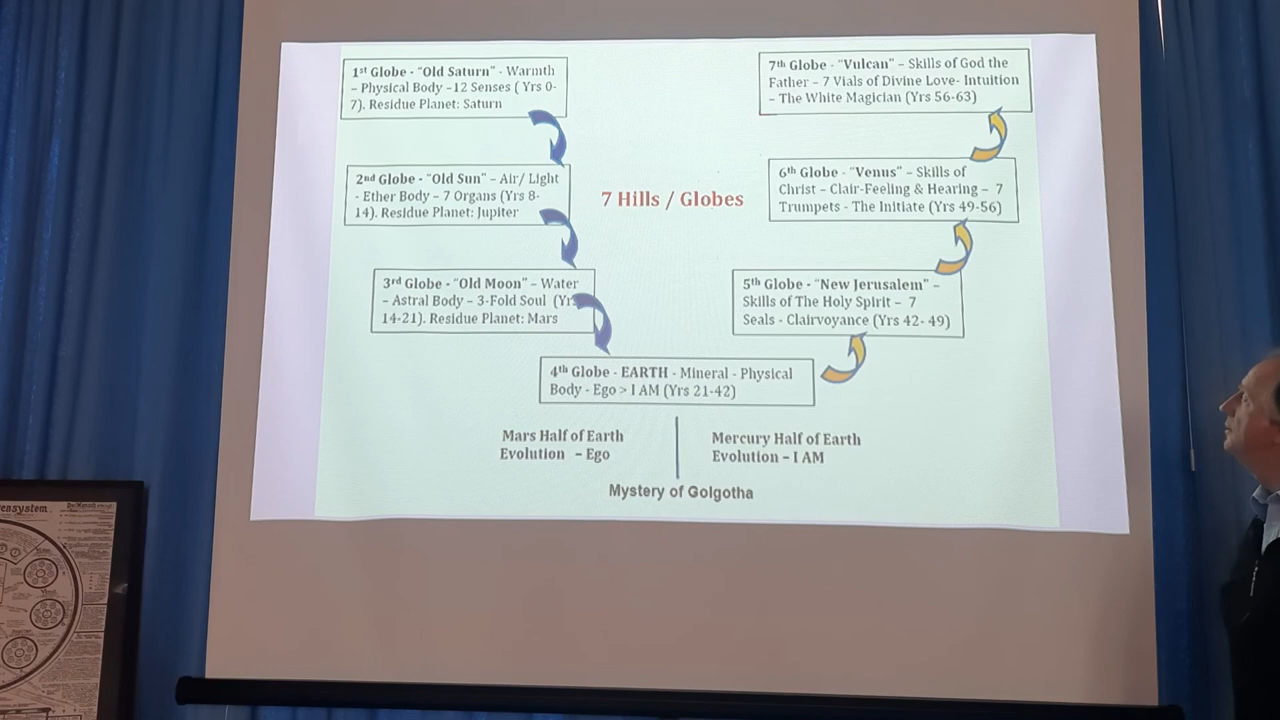 1st Globe - "Old Saturn" - Warmth
– Physical Body –12 Senses ( Yrs 0-
7). Residue Planet: Saturn
2nd Globe - "Old Sun" – Air/ Light
- Ether Body – 7 Organs (Yrs 8-
14). Residue Planet: Jupiter
3rd Globe - "Old Moon" – Water
– Astral Body – 3-Fold Soul (Yrs
14-21). Residue Planet: Mars
4th Globe - EARTH - Mineral - Physical
Body - Ego > I AM (Yrs 21-42)
5th Globe - "New Jerusalem" –
Skills of The Holy Spirit – 7
Seals - Clairvoyance (Yrs 42- 49)
6th Globe - "Venus" – Skills of
Christ – Clair-Feeling & Hearing – 7
Trumpets - The Initiate (Yrs 49-56)
7th Globe - "Vulcan" – Skills of God the
Father – 7 Vials of Divine Love- Intuition
– The White Magician (Yrs 56-63)
7 Hills / Globes
Mars Half of Earth
Evolution – Ego
Mercury Half of Earth
Evolution – I AM
Mystery of Golgotha